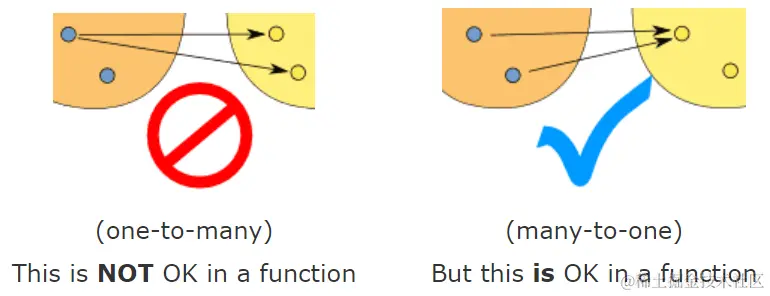 (one-to-many)
This is NOT OK in a function
(many-to-one)
But this is OK in a function
@稀土掘金技术社区